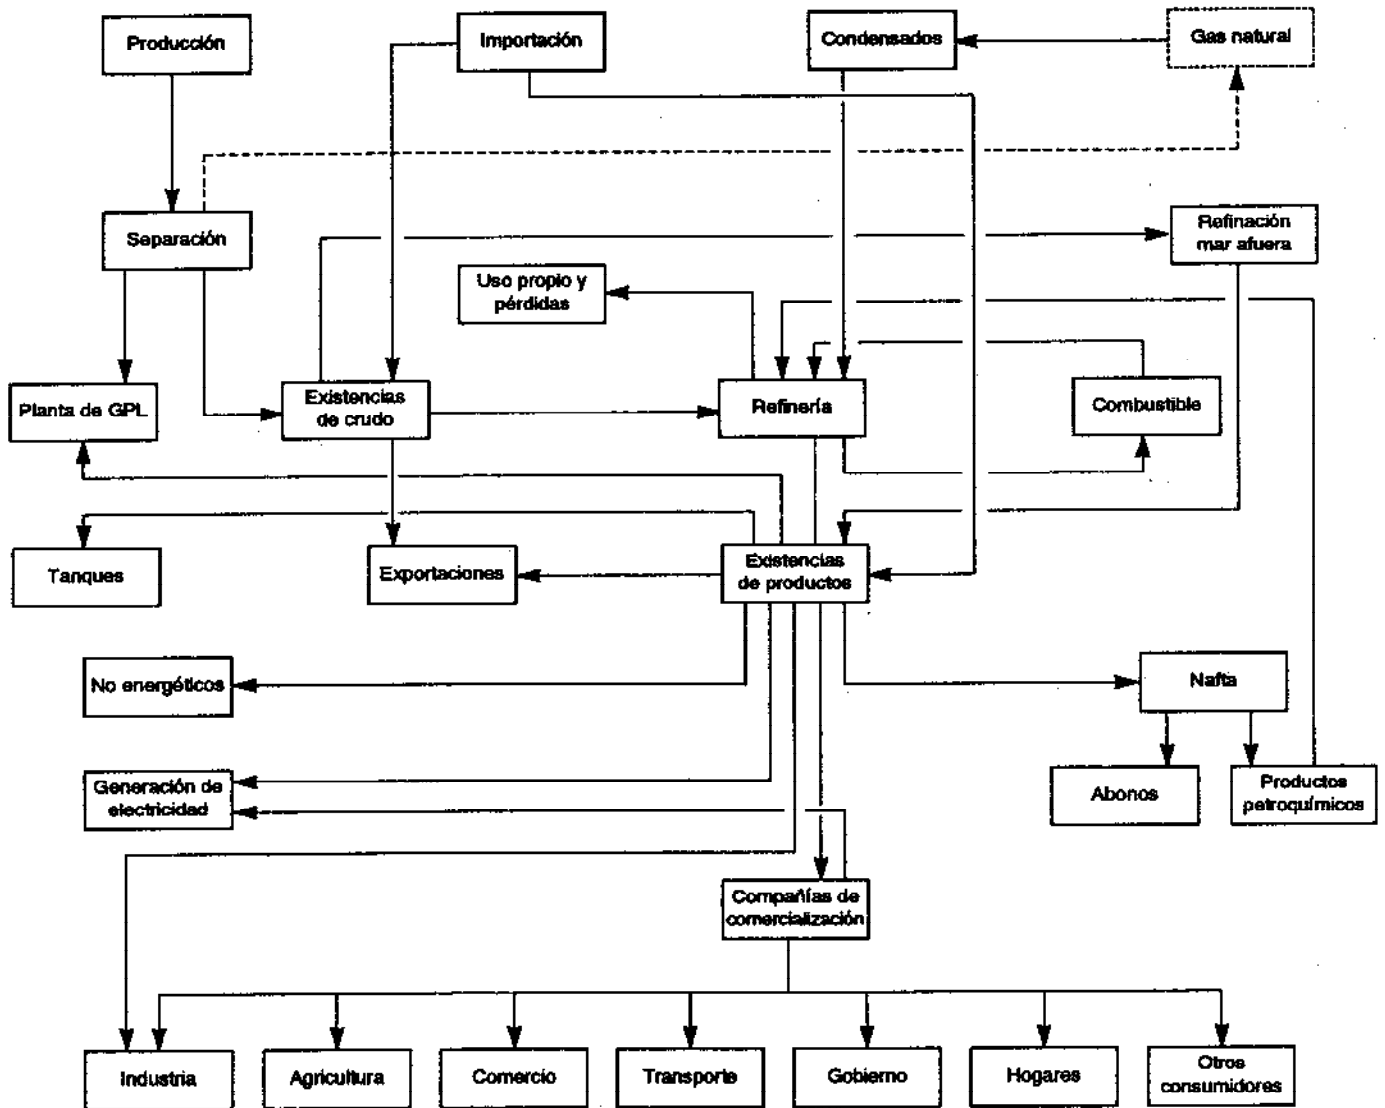 Producción
Importación
Condensados
Gas natural
Separación
Refinación
mar afuera
Uso propio y
pérdidas
Planta de GPL
Existencias
de crudo
Refinería
Combustible
Tanques
Exportaciones
Existencias
de productos
No energéticos
Nafta
Generación de
electricidad
Abonos
Productos
petroquímicos
Compañías de
comercialización
Industria
Agricultura
Comercio
Transporte
Gobierno
Hogares
Otros
consumidores